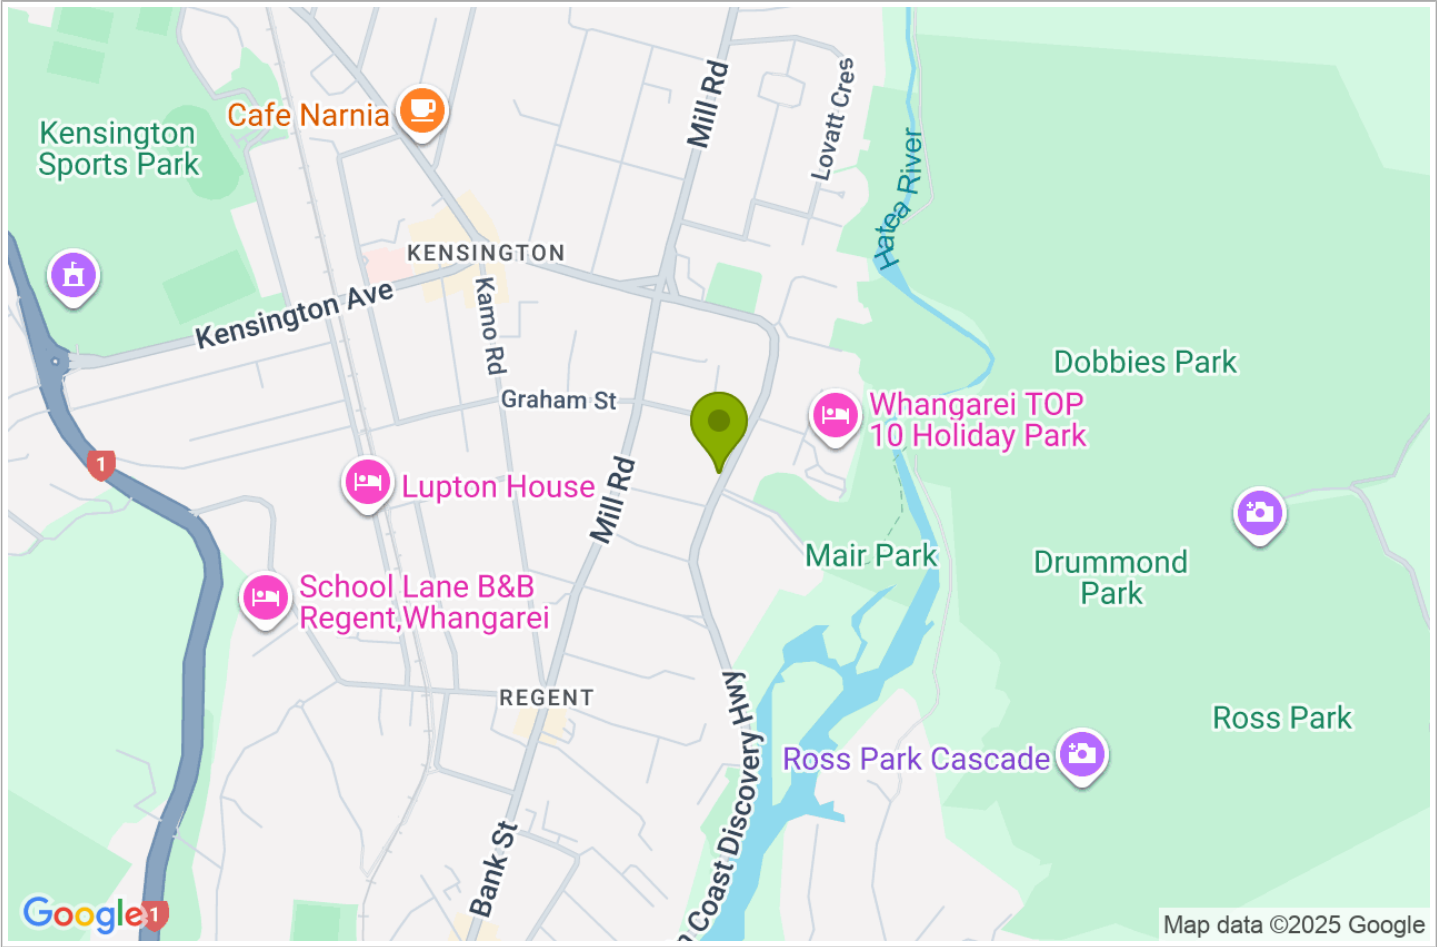 Mill Rd
Lovatt Cres
Cafe Narnia
Kensington
Sports Park
Hatea River
KENSINGTON
Kensington Ave
Kamo Rd
Dobbies Park
Graham St
Whangarei TOP
10 Holiday Park
1
Lupton House
Mill Rd
Mair Park
Drummond
Park
School Lane B&B
Regent,Whangarei
REGENT
Ross Park
Ross Park Cascade
Coast Discovery Hwy
Bank St
Google
1
Map data ©2025 Google